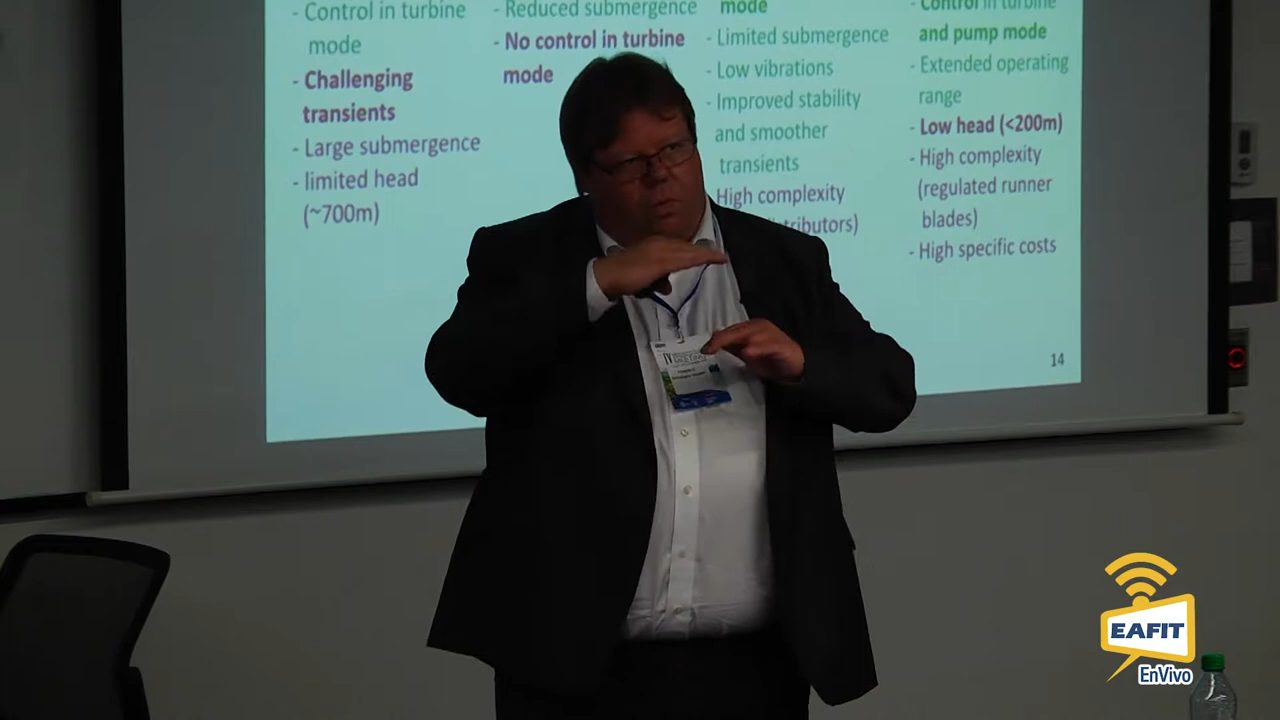 - Control in turbine
mode
- Challenging
transients
- Large submergence
- limited head
(~700m)
- Reduced submergence
- No control in turbine
mode
mode
- Limited submergence
- Low vibrations
- Improved stability
and smoother
transients
High complexity
Control in turbine
and pump mode
- Extended operating
range
- Low head (<200m)
- High complexity
(regulated runner
blades)
- High specific costs
14
IV
EAFIT
EnVivo